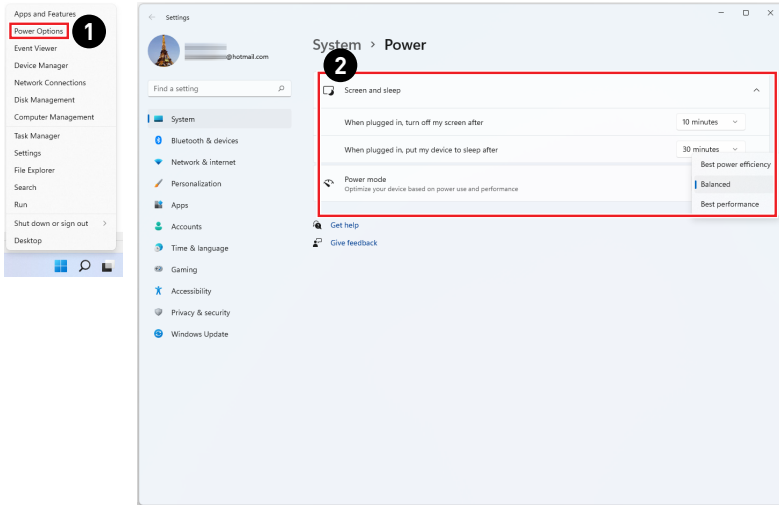 Apps and Features
Power Options
1
Event Viewer
Device Manager
Network Connections
Disk Management
Computer Management
Task Manager
Settings
File Explorer
Search
Run
Shut down or sign out
Desktop
Settings
@hotmail.com
Find a setting
System
Bluetooth & devices
Network & internet
Personalization
Apps
Accounts
Time & language
Gaming
Accessibility
Privacy & security
Windows Update
System > Power
2
Screen and sleep
When plugged in, turn off my screen after
10 minutes
When plugged in, put my device to sleep after
30 minutes
Power mode
Optimize your device based on power use and performance
Best power efficiency
Balanced
Best performance
Get help
Give feedback